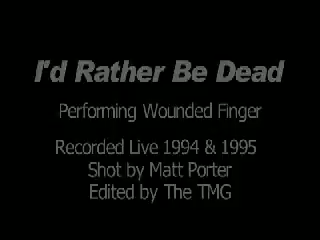 I'd Rather Be Dead
Performing Wounded Finger
Recorded Live 1994 & 1995
Shot by Matt Porter
Edited by The TMG